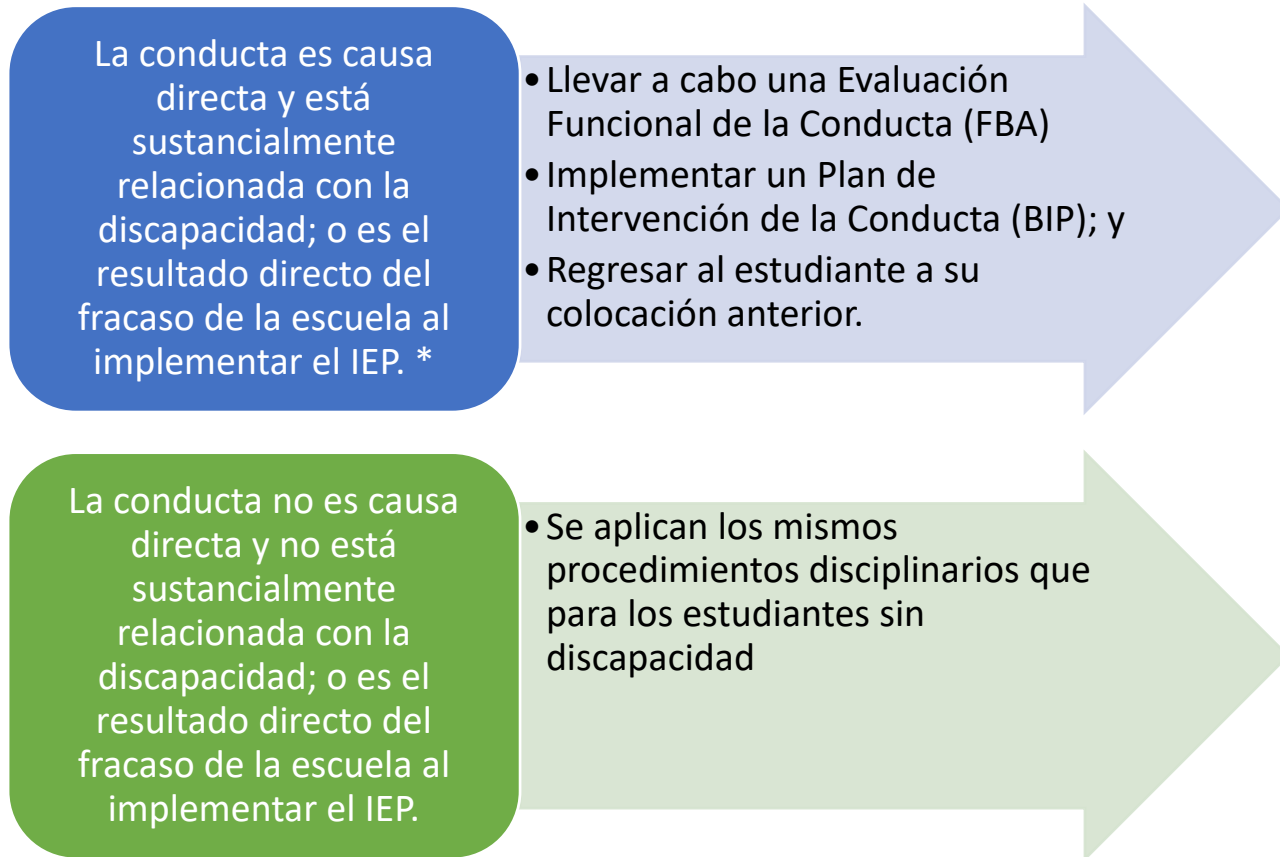 La conducta es causa
directa y está
sustancialmente
relacionada con la
discapacidad; o es el
resultado directo del
fracaso de la escuela al
implementar el IEP. *
•Llevar a cabo una Evaluación
Funcional de la Conducta (FBA)
•Implementar un Plan de
Intervención de la Conducta (BIP); y
•Regresar al estudiante a su
colocación anterior.
La conducta no es causa
directa y no está
sustancialmente
relacionada con la
discapacidad; o es el
resultado directo del
fracaso de la escuela al
implementar el IEP.
•Se aplican los mismos
procedimientos disciplinarios que
para los estudiantes sin
discapacidad